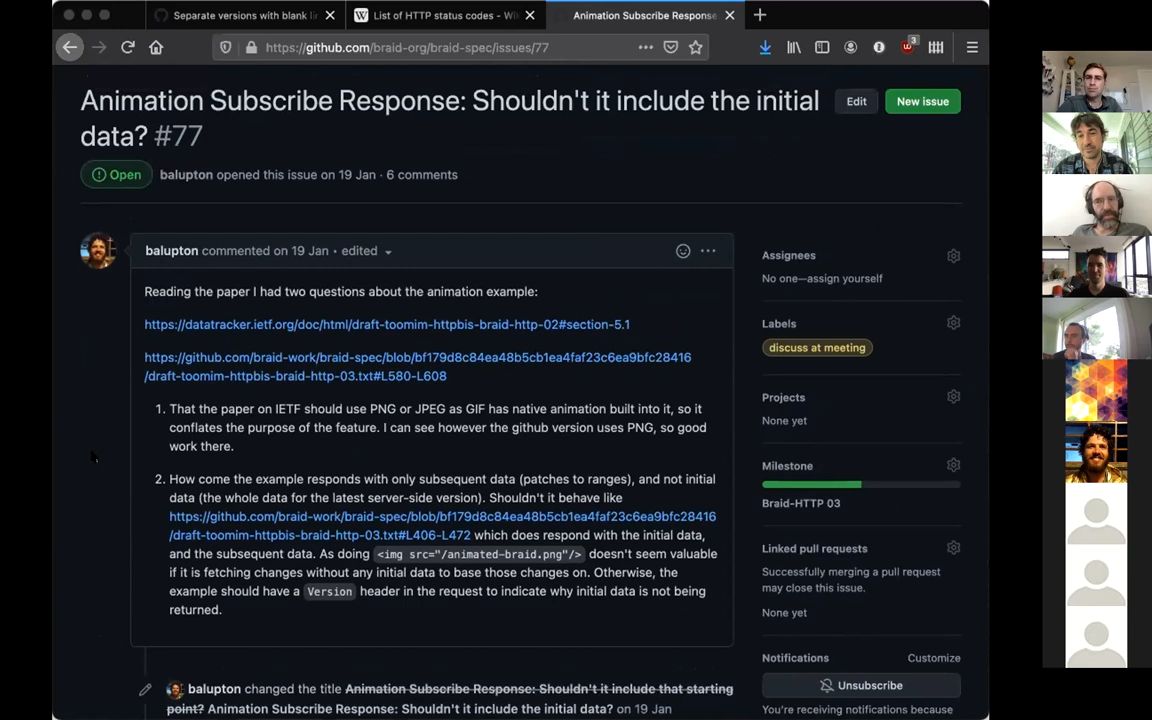 Separate versions with blank li
List of HTTP status codes - Wi
Animation Subscribe Response:
https://github.com/braid-org/braid-spec/issues/77
3
Animation Subscribe Response: Shouldn't it include the initial
data? #77
Edit
New issue
Open
balupton opened this issue on 19 Jan · 6 comments
balupton commented on 19 Jan · edited
Reading the paper I had two questions about the animation example:
https://datatracker.ietf.org/doc/html/draft-toomim-httpbis-braid-http-02#section-5.1
https://github.com/braid-work/braid-spec/blob/bf179d8c84ea48b5cb1ea4faf23c6ea9bfc28416
/draft-toomim-httpbis-braid-http-03.txt#L580-L608
1. That the paper on IETF should use PNG or JPEG as GIF has native animation built into it, so it
conflates the purpose of the feature. I can see however the github version uses PNG, so good
work there.
2. How come the example responds with only subsequent data (patches to ranges), and not initial
data (the whole data for the latest server-side version). Shouldn't it behave like
https://github.com/braid-work/braid-spec/blob/bf179d8c84ea48b5cb1ea4faf23c6ea9bfc28416
/draft-toomim-httpbis-braid-http-03.txt#L406-L472 which does respond with the initial data,
and the subsequent data. As doing <img src="/animated-braid.png"/> doesn't seem valuable
if it is fetching changes without any initial data to base those changes on. Otherwise, the
example should have a Version header in the request to indicate why initial data is not being
returned.
balupton changed the title Animation Subscribe Response: Shouldn't it include that starting
point? Animation Subscribe Response: Shouldn't it include the initial data? on 19 Jan
Assignees
No one—assign yourself
Labels
discuss at meeting
Projects
None yet
Milestone
Braid-HTTP 03
Linked pull requests
Successfully merging a pull request
may close this issue.
None yet
Notifications
Customize
Unsubscribe
You're receiving notifications because